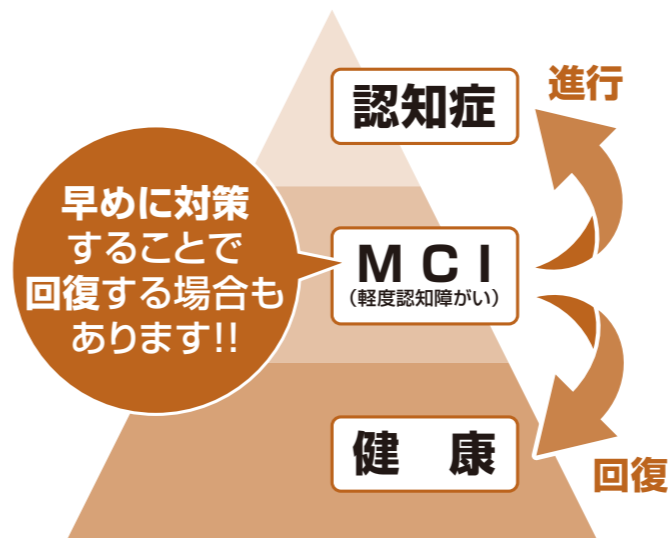 認知症
進行
早めに対策
することで
回復する場合も
あります!!
MCI
（軽度認知障がい）
健 康
回復